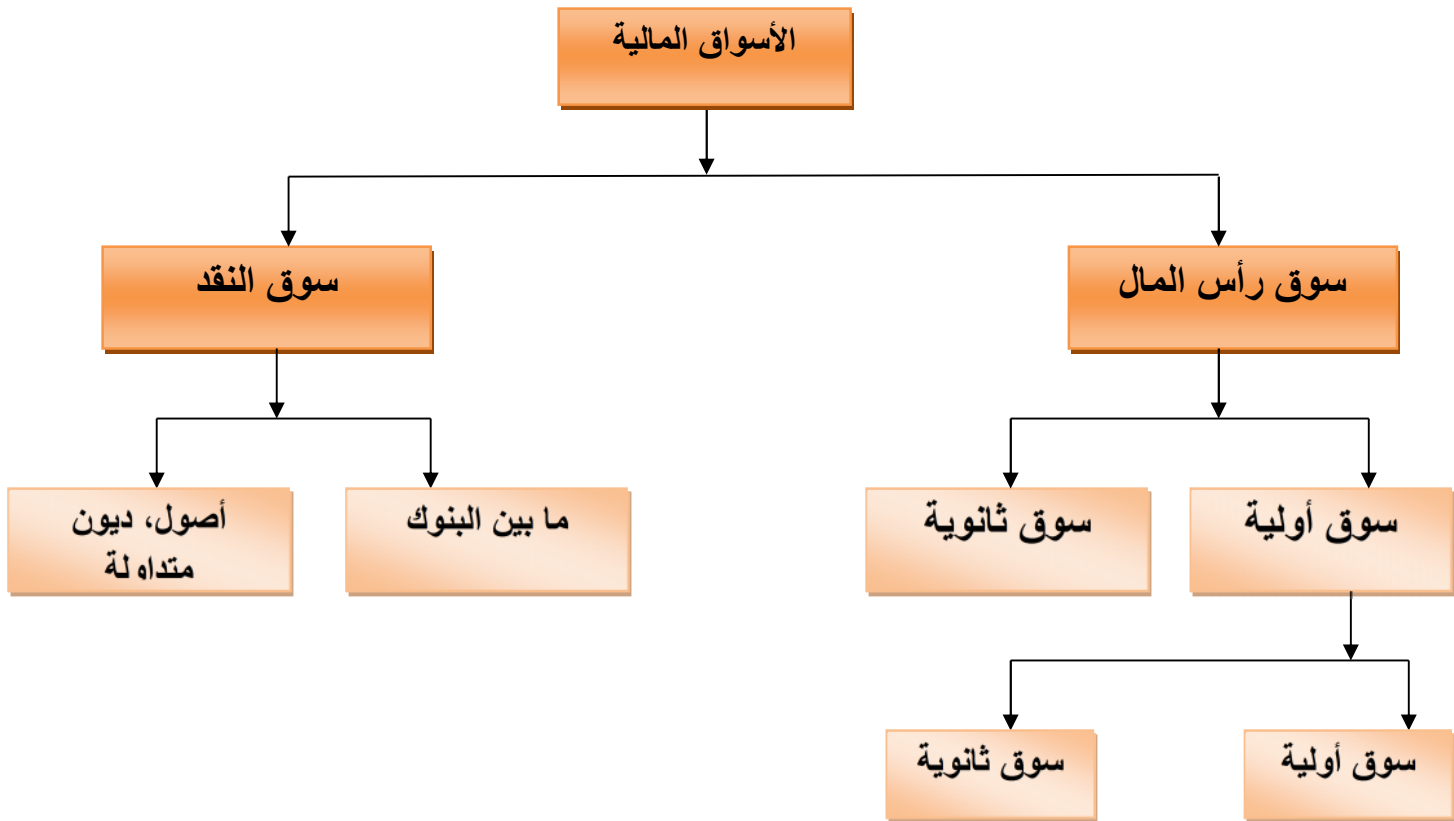 الأسواق المالية
سوق رأس المال
سوق النقد
سوق أولية
سوق ثانوية
ما بين البنوك
أصول، ديون
متداولة
سوق أولية
سوق ثانوية